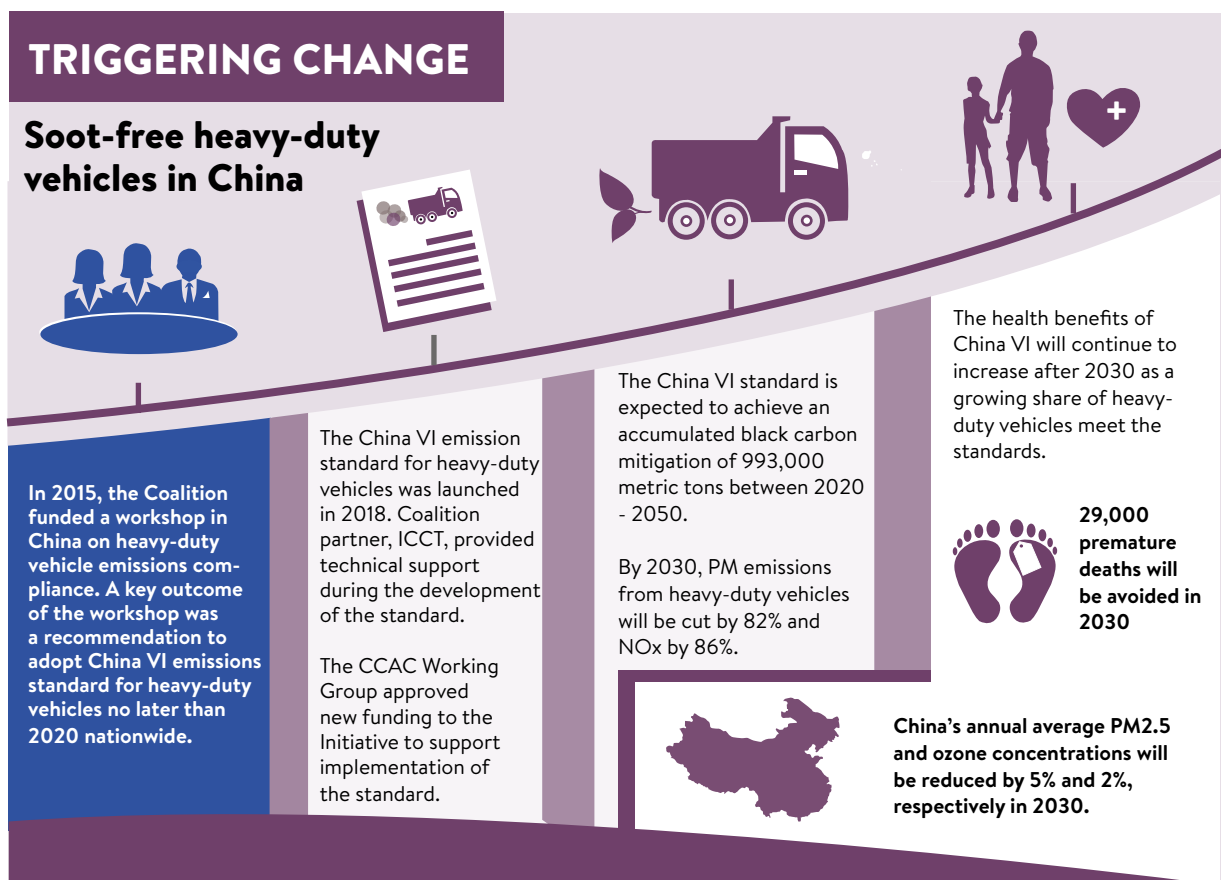 TRIGGERING CHANGE
Soot-free heavy-duty
vehicles in China
In 2015, the Coalition
funded a workshop in
China on heavy-duty
vehicle emissions com-
pliance. A key outcome
of the workshop was
a recommendation to
adopt China VI emissions
standard for heavy-duty
vehicles no later than
2020 nationwide.
The China VI emission
standard for heavy-duty
vehicles was launched
in 2018. Coalition
partner, ICCT, provided
technical support
during the development
of the standard.
The CCAC Working
Group approved
new funding to the
Initiative to support
implementation of
the standard.
The China VI standard is
expected to achieve an
accumulated black carbon
mitigation of 993,000
metric tons between 2020
- 2050.
By 2030, PM emissions
from heavy-duty vehicles
will be cut by 82% and
NOx by 86%.
The health benefits of
China VI will continue to
increase after 2030 as a
growing share of heavy-
duty vehicles meet the
standards.
29,000
premature
deaths will
be avoided in
2030
China's annual average PM2.5
and ozone concentrations will
be reduced by 5% and 2%,
respectively in 2030.